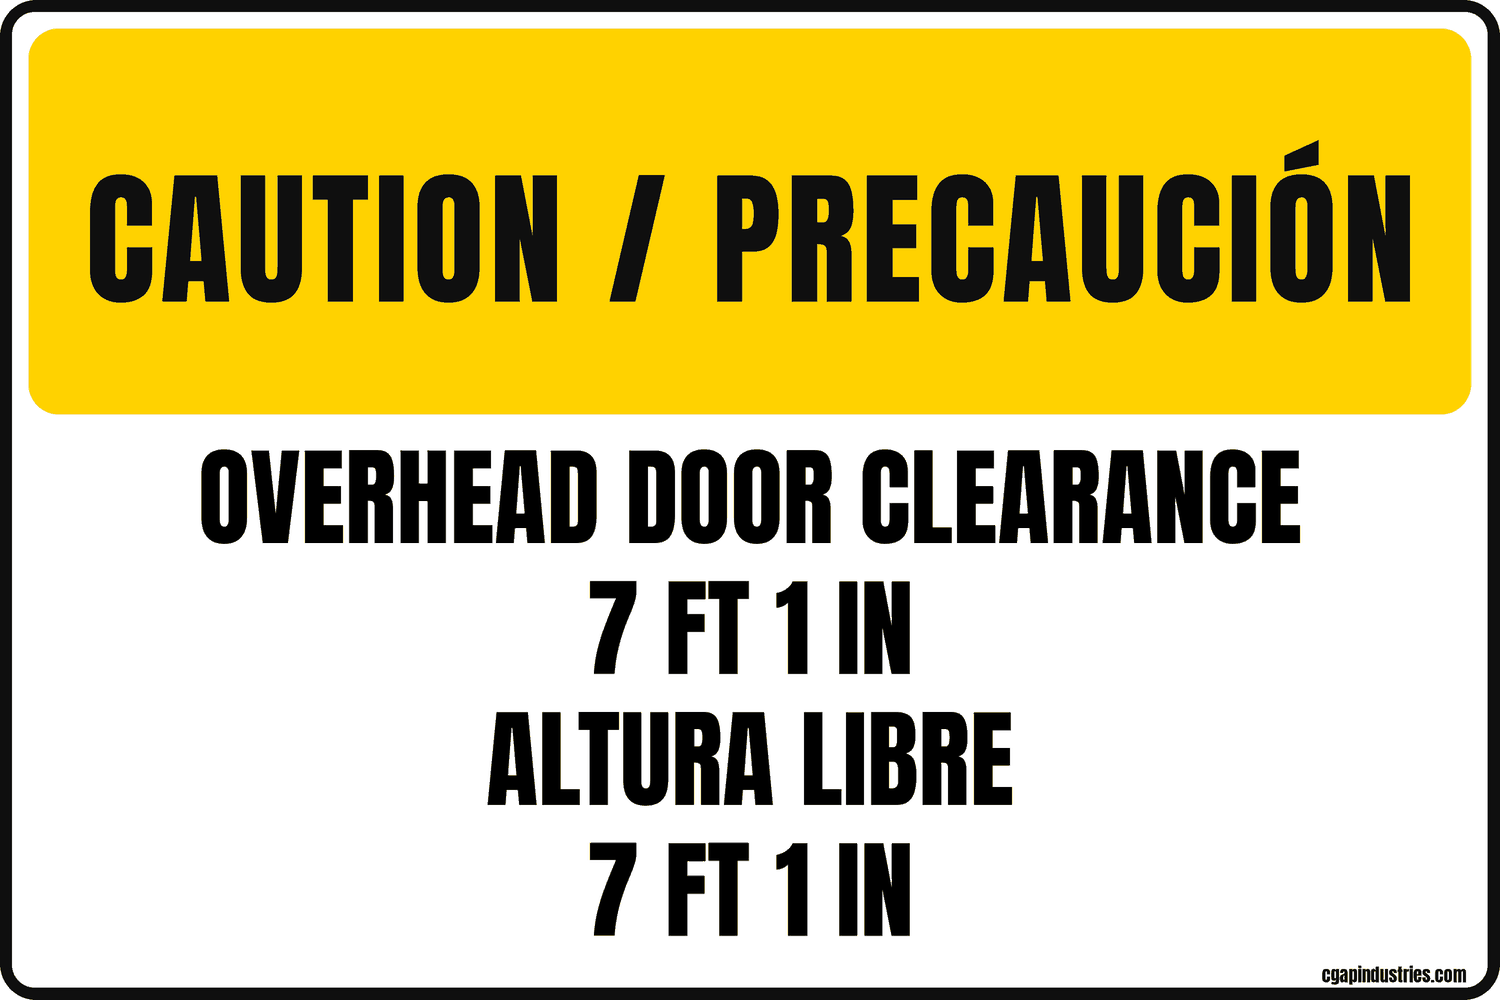 CAUTION / PRECAUCIÓN
OVERHEAD DOOR CLEARANCE
7 FT 1 IN
ALTURA LIBRE
7 FT 1 IN
cgapindustries.com